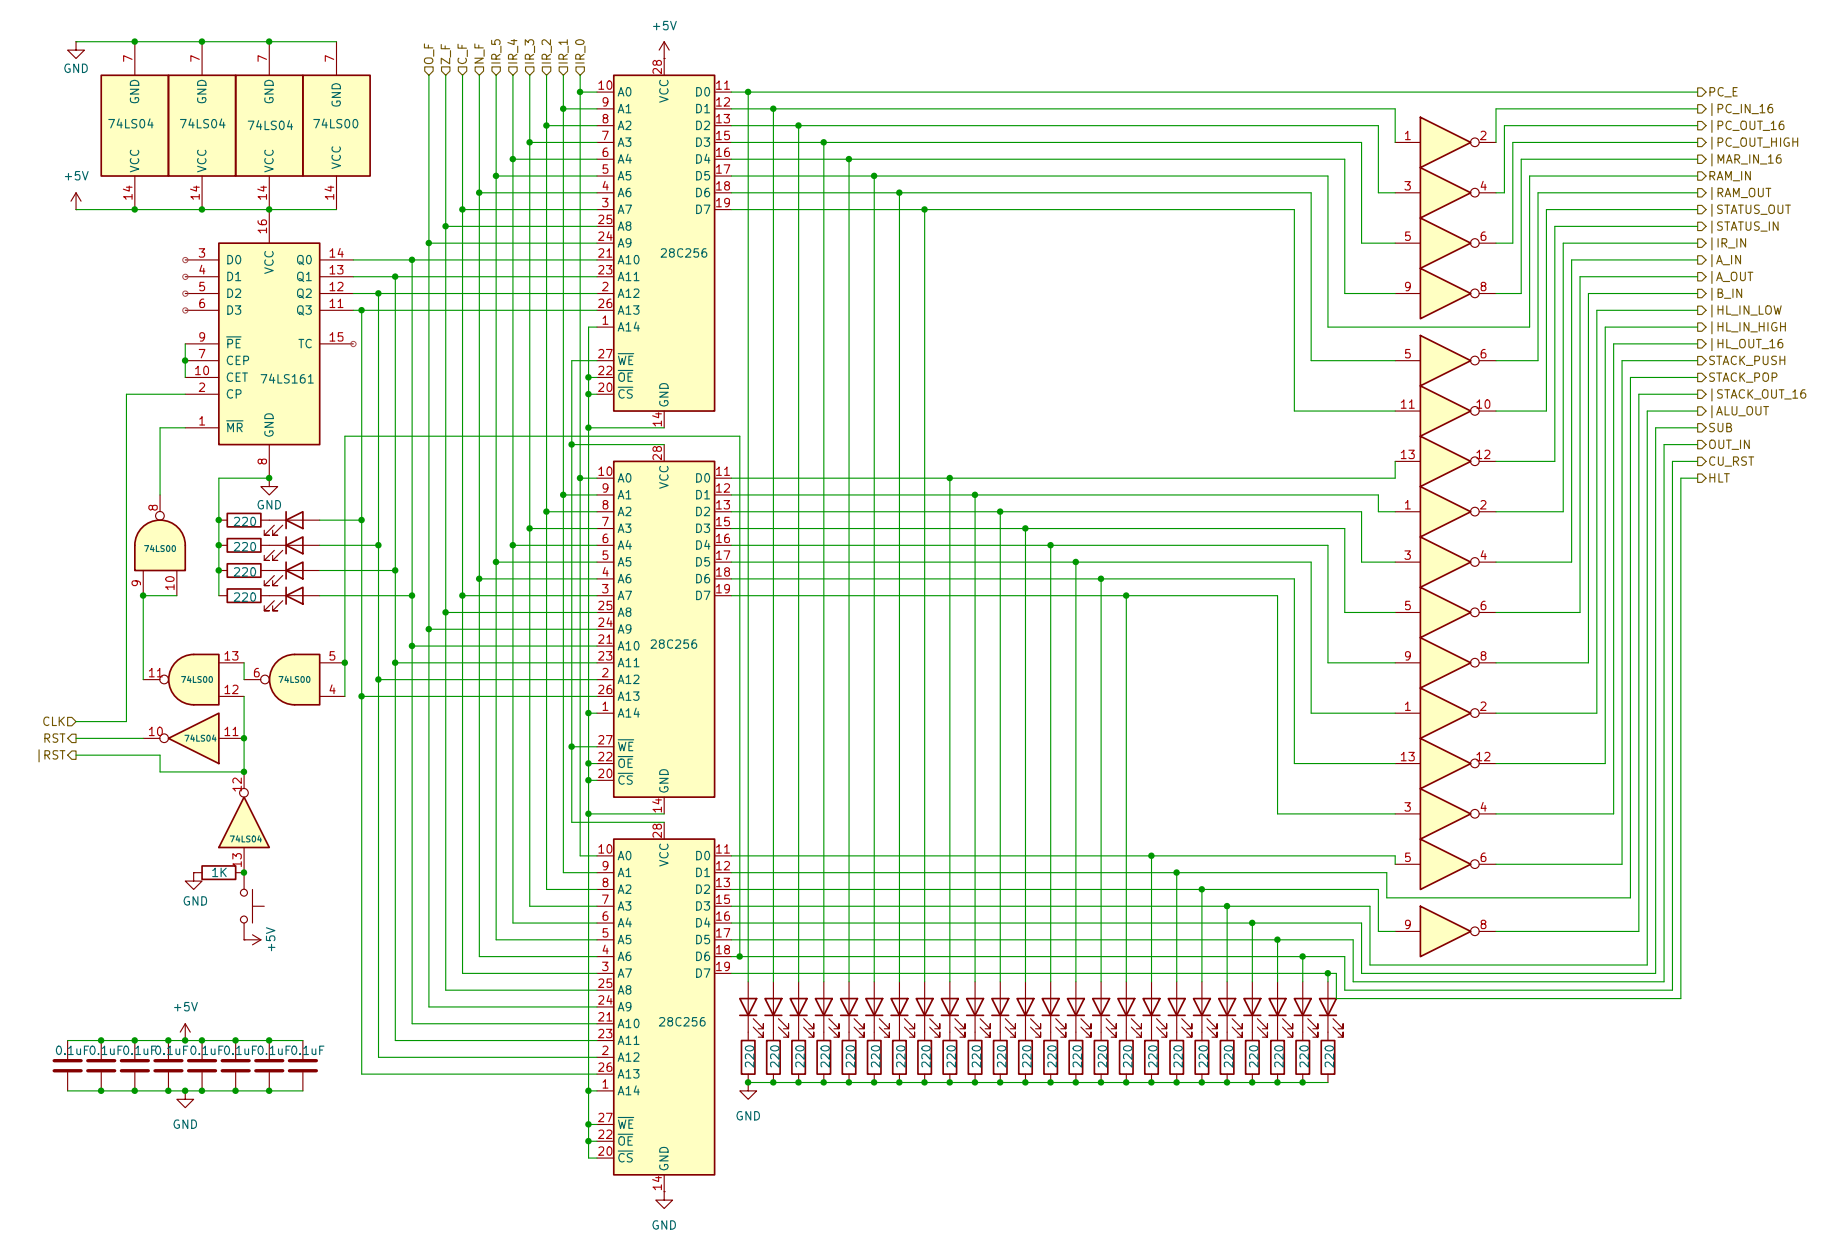 +5V
GND
7 7 7 7
GND GND GND GND
74LS04 74LS04 74LS04 74LS00
VCC VCC VCC VCC
14 14 14 14
+5V
16
VCC
3 D0 Q0 14
4 D1 Q1 13
5 D2 Q2 12
6 D3 Q3 11
9 PE TC 15
7 CEP
10 CET
74LS161
2 CP
1 MR
GND
8
GND
220
220
220
220
8
74LS00
9 10
11 74LS00 13
12
6 74LS00 5
4
CLK
RST
|RST
10 74LS04 11
12
74LS04
13
1K
GND
+5V
+5V
0.1uF 0.1uF 0.1uF 0.1uF 0.1uF 0.1uF 0.1uF 0.1uF
GND
O_F Z_F C_F N_F IR_5 IR_4 IR_3 IR_2 IR_1 IR_0
28
VCC
10 A0 D0 11
9 A1 D1 12
8 A2 D2 13
7 A3 D3 15
6 A4 D4 16
5 A5 D5 17
4 A6 D6 18
3 A7 D7 19
25 A8
24 A9
28C256
21 A10
23 A11
2 A12
26 A13
1 A14
27 WE
22 OE
20 CS
GND
14
28
VCC
10 A0 D0 11
9 A1 D1 12
8 A2 D2 13
7 A3 D3 15
6 A4 D4 16
5 A5 D5 17
4 A6 D6 18
3 A7 D7 19
25 A8
24 A9
28C256
21 A10
23 A11
2 A12
26 A13
1 A14
27 WE
22 OE
20 CS
GND
14
28
VCC
10 A0 D0 11
9 A1 D1 12
8 A2 D2 13
7 A3 D3 15
6 A4 D4 16
5 A5 D5 17
4 A6 D6 18
3 A7 D7 19
25 A8
24 A9
28C256
21 A10
23 A11
2 A12
26 A13
1 A14
27 WE
22 OE
20 CS
GND
14
GND
220 220 220 220 220 220 220 220 220 220 220 220 220 220 220 220 220 220 220 220 220 220 220 220
GND
1 2
3 4
5 6
9 8
5 6
11 10
13 12
1 2
3 4
5 6
9 8
1 2
13 12
3 4
5 6
9 8
PC_E
|PC_IN_16
|PC_OUT_16
|PC_OUT_HIGH
|MAR_IN_16
RAM_IN
|RAM_OUT
|STATUS_OUT
|STATUS_IN
|IR_IN
|A_IN
|A_OUT
|B_IN
|HL_IN_LOW
|HL_IN_HIGH
|HL_OUT_16
STACK_PUSH
STACK_POP
|STACK_OUT_16
|ALU_OUT
SUB
OUT_IN
CU_RST
HLT